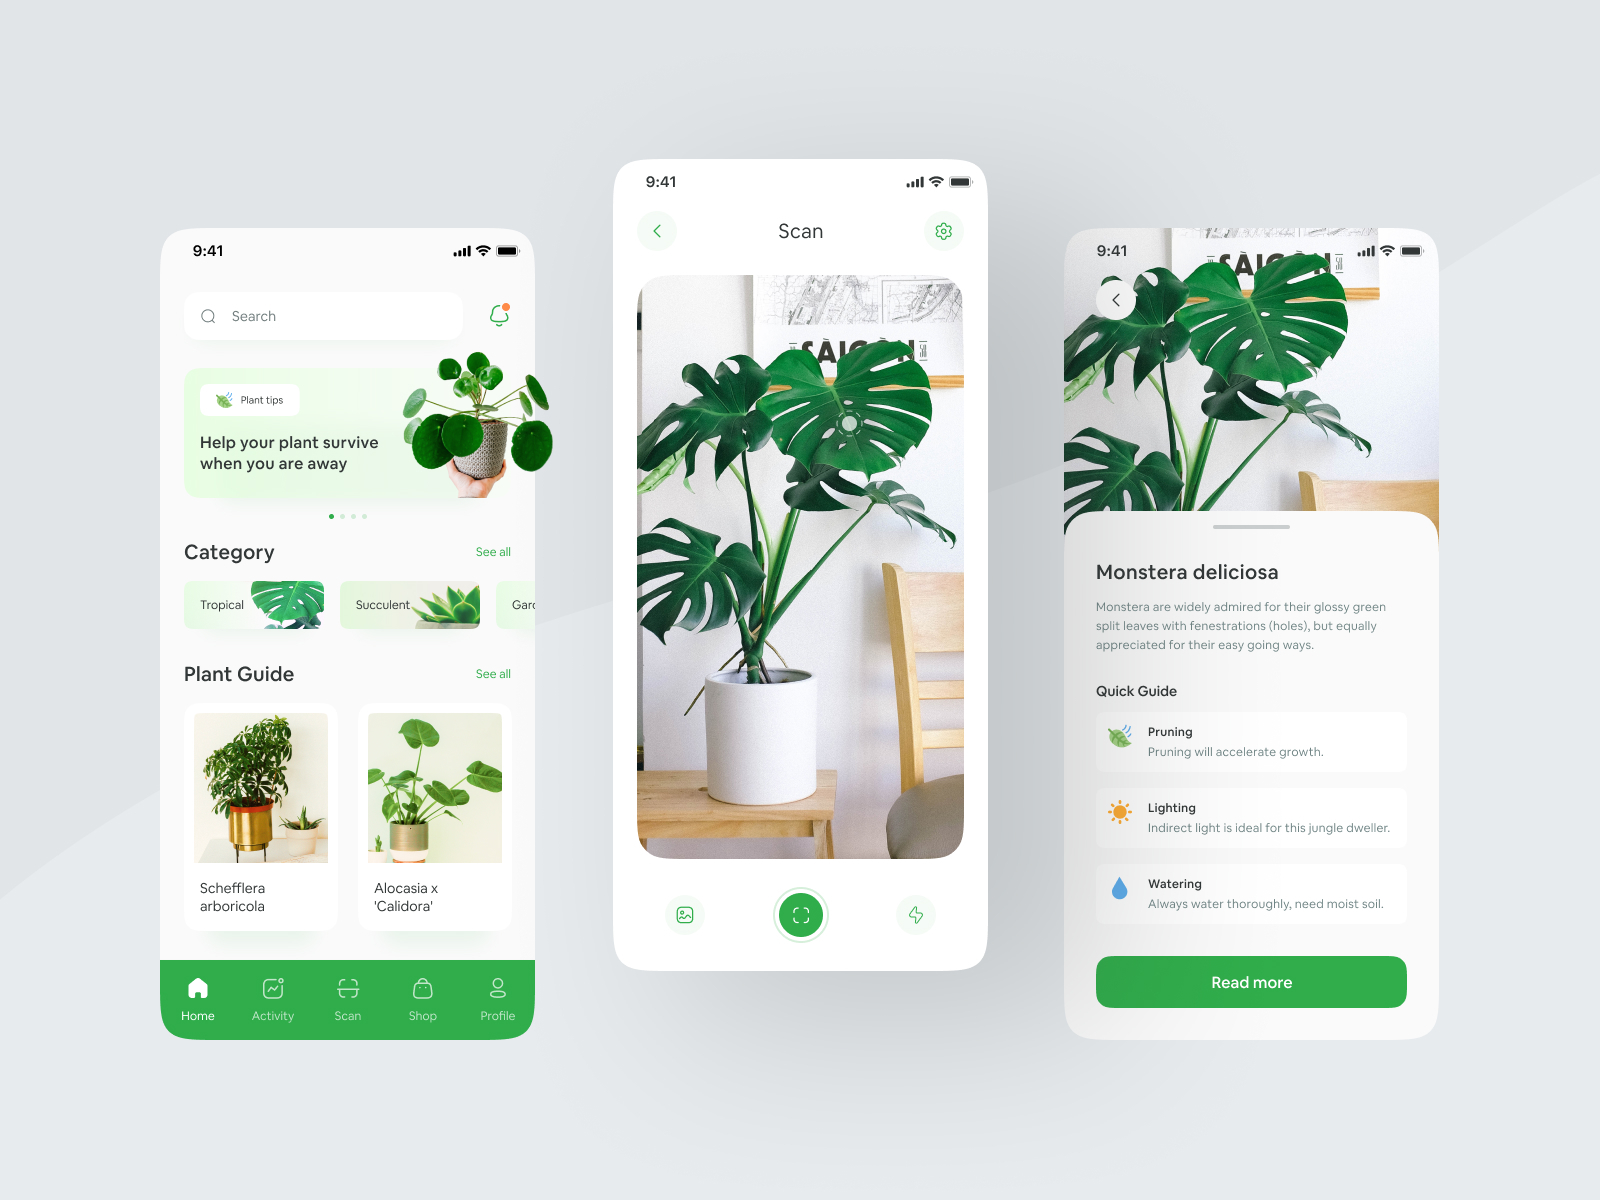 9:41
Search
Plant tips
Help your plant survive
when you are away
Category
See all
Tropical
Succulent
Plant Guide
See all
Schefflera
arboricola
Alocasia x
'Calidora'
Home
Activity
Scan
Shop
Profile
9:41
Scan
9:41
Monstera deliciosa
Monstera are widely admired for their glossy green
split leaves with fenestrations (holes), but equally
appreciated for their easy going ways.
Quick Guide
Pruning
Pruning will accelerate growth.
Lighting
Indirect light is ideal for this jungle dweller.
Watering
Always water thoroughly, need moist soil.
Read more